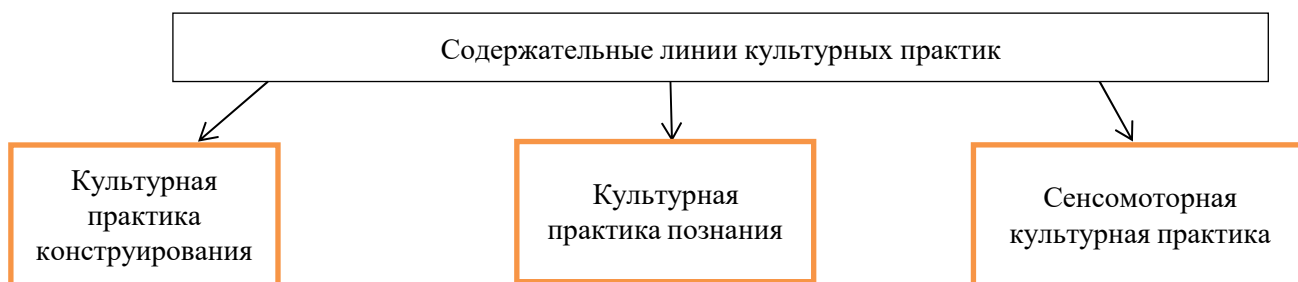 Содержательные линии культурных практик
Культурная
практика
конструирования
Культурная
практика познания
Сенсомоторная
культурная практика